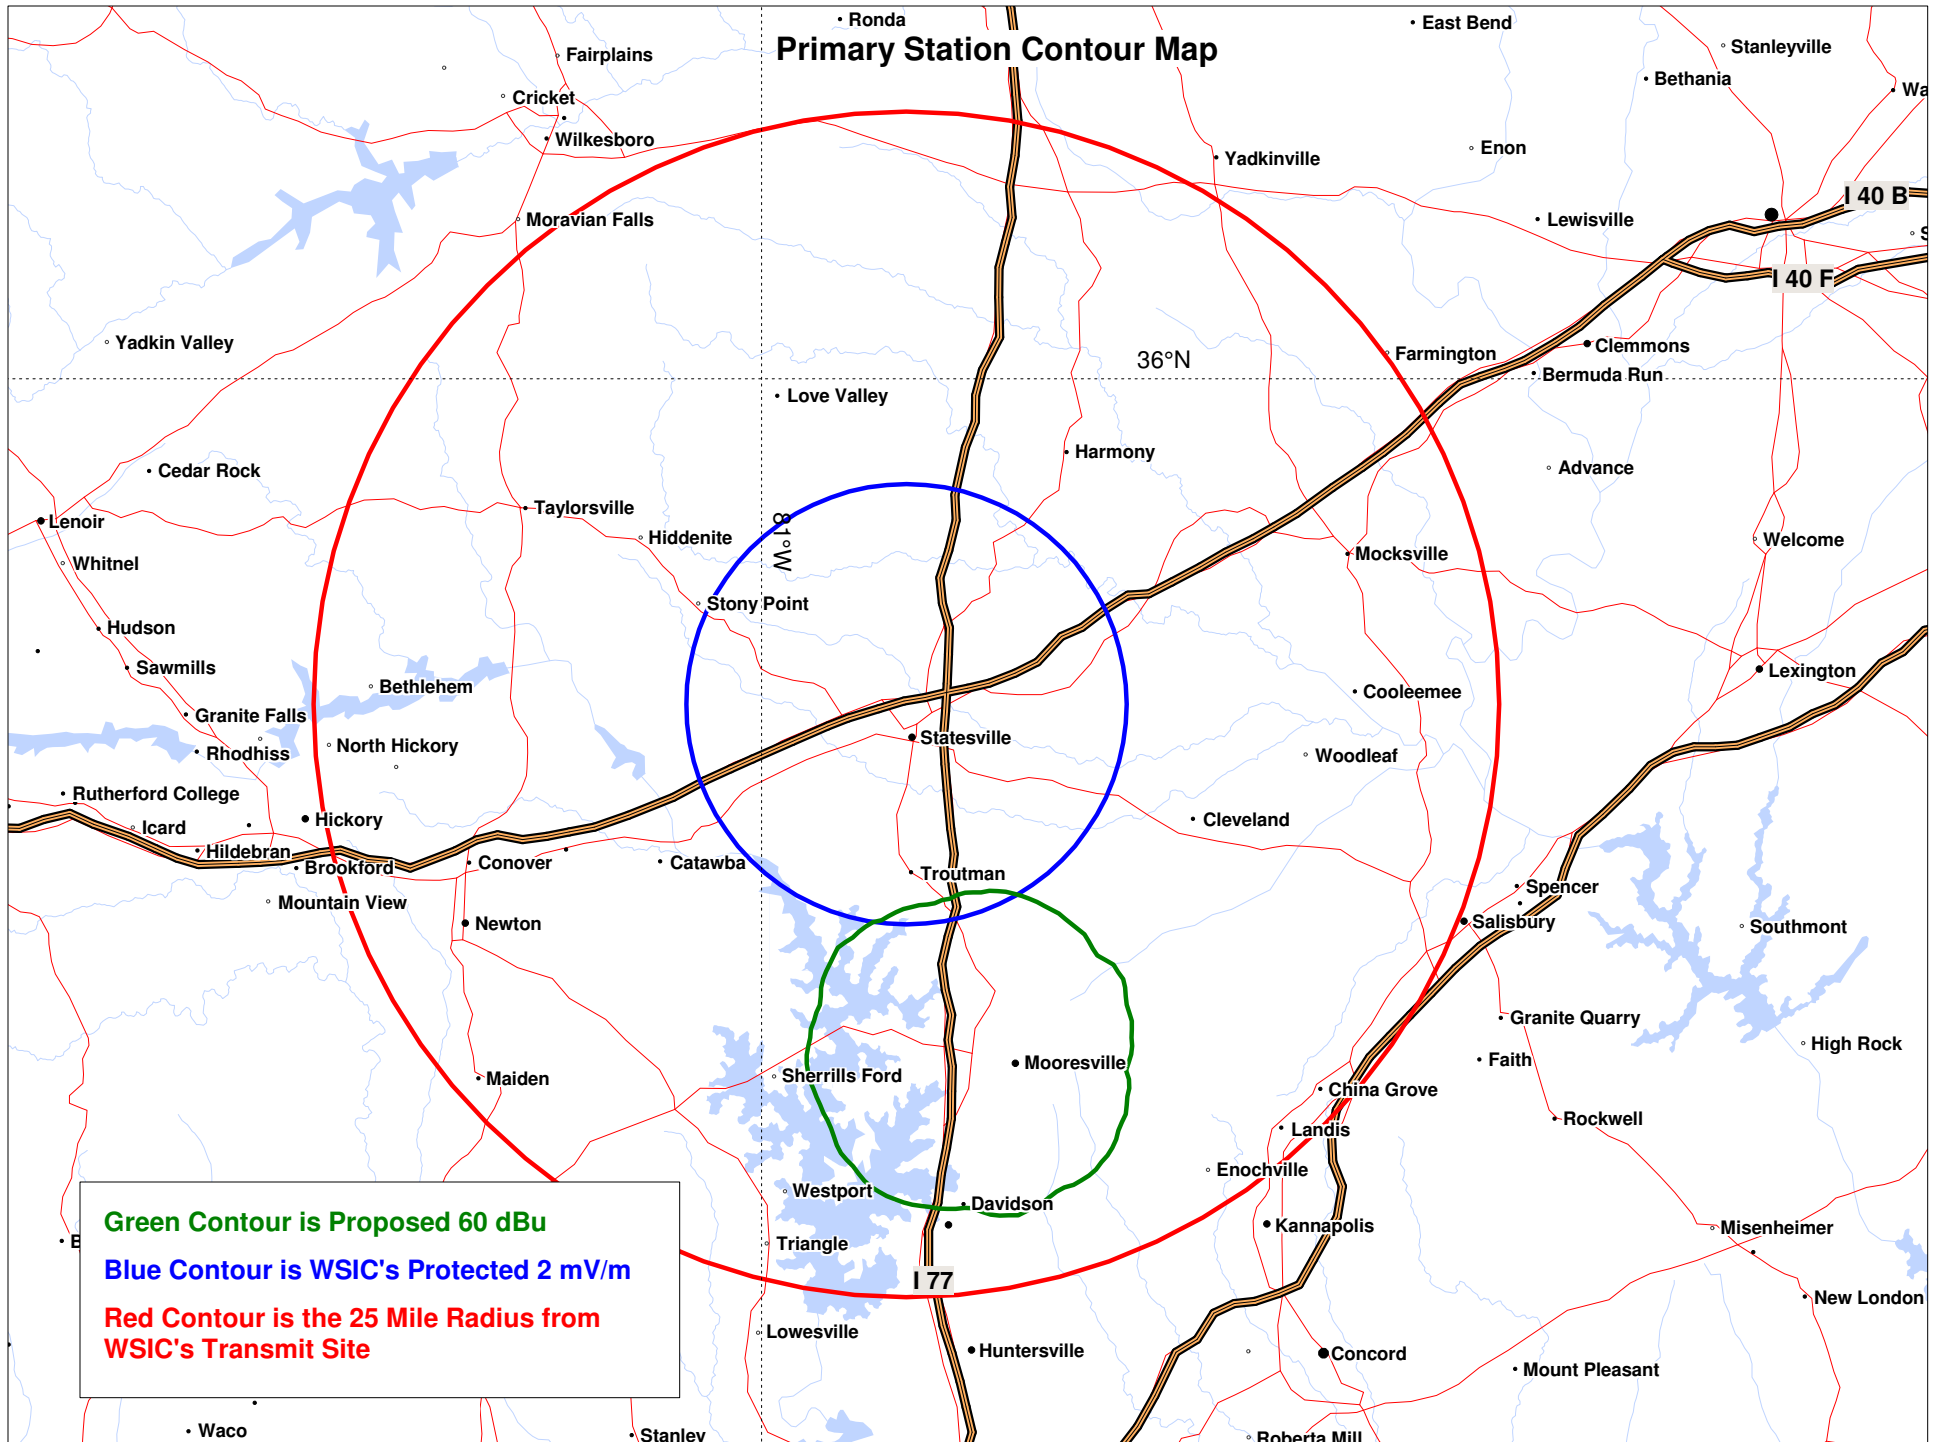 Ronda
East Bend
Primary Station Contour Map
Stanleyville
Fairplains
Bethania
Wa
Cricket
Wilkesboro
Enon
Yadkinville
I 40 B
Moravian Falls
Lewisville
I 40 F
Yadkin Valley
Clemmons
Farmington
36°N
Bermuda Run
Love Valley
Harmony
Advance
Cedar Rock
Taylorsville
Lenoir
81°W
Hiddenite
Welcome
Mocksville
Whitnel
Stony Point
Hudson
Sawmills
Lexington
Bethlehem
Cooleemee
Granite Falls
Statesville
North Hickory
Rhodhiss
Woodleaf
Rutherford College
Hickory
Cleveland
Icard
Hildebran
Conover
Catawba
Brookford
Troutman
Spencer
Mountain View
Newton
Salisbury
Southmont
Granite Quarry
High Rock
Faith
Mooresville
Sherrills Ford
Maiden
China Grove
Rockwell
Landis
Enochville
Westport
Davidson
Green Contour is Proposed 60 dBu
Kannapolis
Misenheimer
B
Triangle
Blue Contour is WSIC's Protected 2 mV/m
I 77
New London
Red Contour is the 25 Mile Radius from
WSIC's Transmit Site
Lowesville
Huntersville
Concord
Mount Pleasant
Waco
Stanley
Roberta Mill